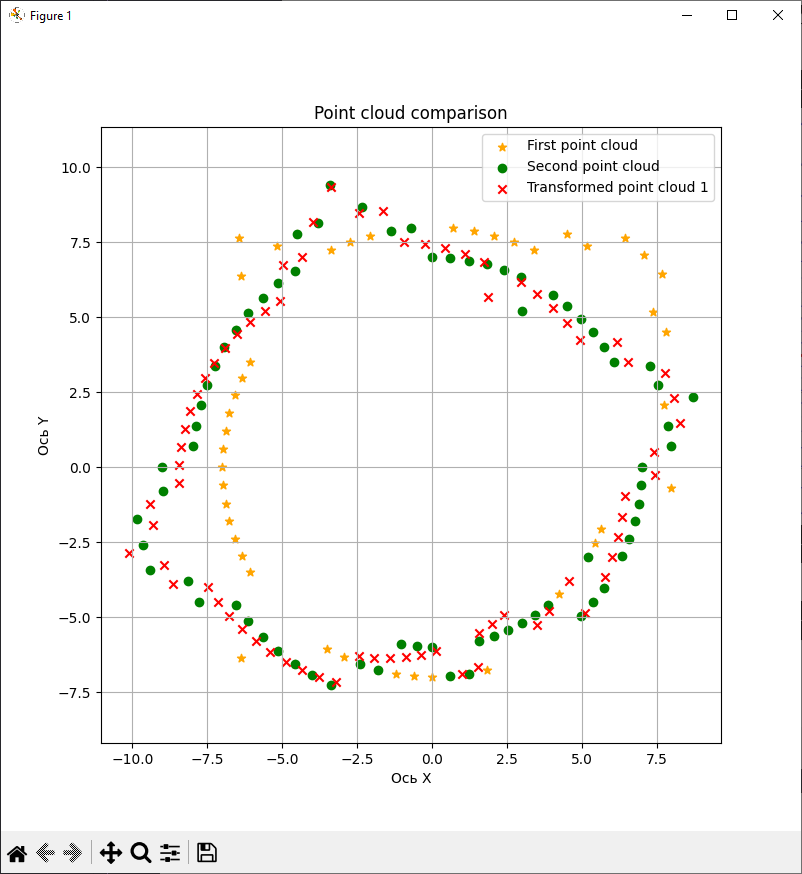 Figure 1
Point cloud comparison
First point cloud
Second point cloud
Transformed point cloud 1
10.0
7.5
5.0
2.5
0.0
−2.5
−5.0
−7.5
Ось Y
−10.0 −7.5 −5.0 −2.5 0.0 2.5 5.0 7.5
Ось X